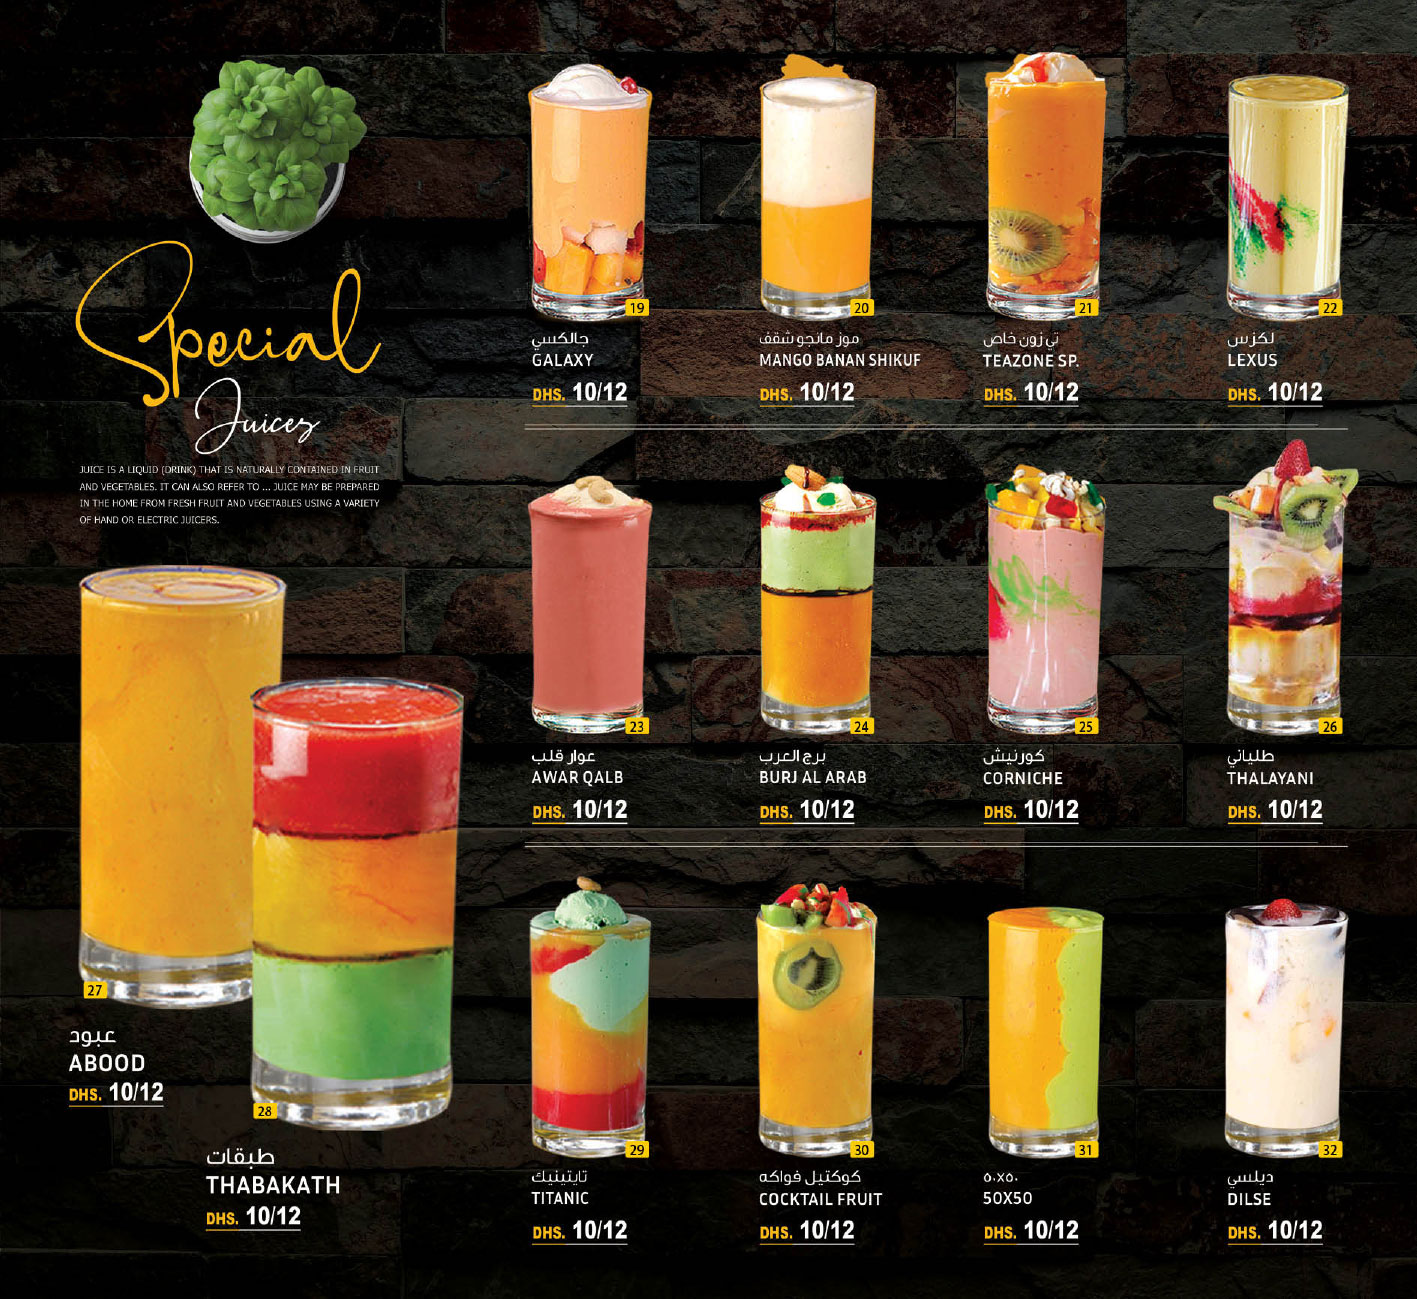 Special
Juices
JUICE IS A LIQUID (DRINK) THAT IS NATURALLY CONTAINED IN FRUIT
AND VEGETABLES. IT CAN ALSO REFER TO ... JUICE MAY BE PREPARED
IN THE HOME FROM FRESH FRUIT AND VEGETABLES USING A VARIETY
OF HAND OR ELECTRIC JUICERS.
19
جالكسي
GALAXY
DHS. 10/12
20
موز مانجو شقف
MANGO BANAN SHIKUF
DHS. 10/12
21
تي زون خاص
TEAZONE SP.
DHS. 10/12
22
لكزس
LEXUS
DHS. 10/12
23
عوار قلب
AWAR QALB
DHS. 10/12
24
برج العرب
BURJ AL ARAB
DHS. 10/12
25
كورنيش
CORNICHE
DHS. 10/12
26
طلياني
THALAYANI
DHS. 10/12
27
عبود
ABOOD
DHS. 10/12
28
طبقات
THABAKATH
DHS. 10/12
29
تايتينيك
TITANIC
DHS. 10/12
30
كوكتيل فواكه
COCKTAIL FRUIT
DHS. 10/12
31
٥٠x٥٠
50X50
DHS. 10/12
32
ديلسي
DILSE
DHS. 10/12